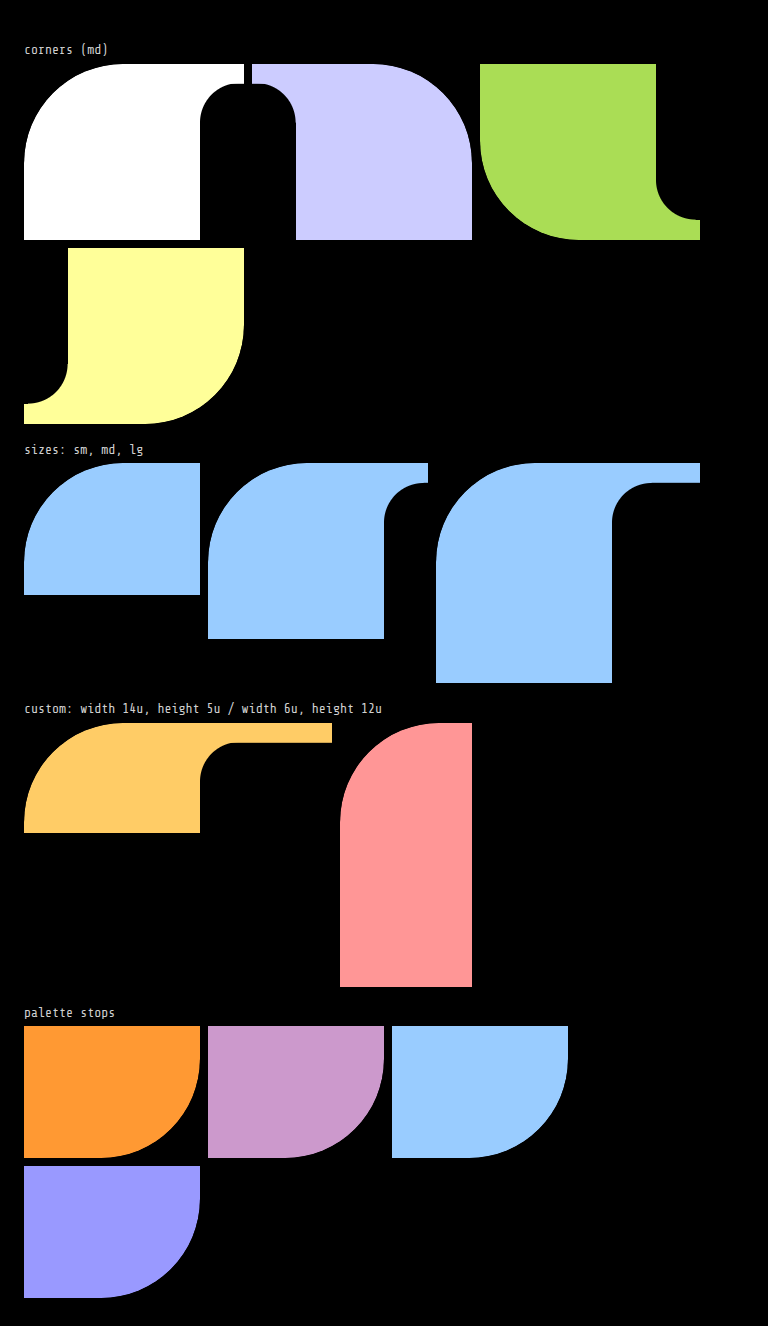 corners (md)
sizes: sm, md, lg
custom: width 14u, height 5u / width 6u, height 12u
palette stops